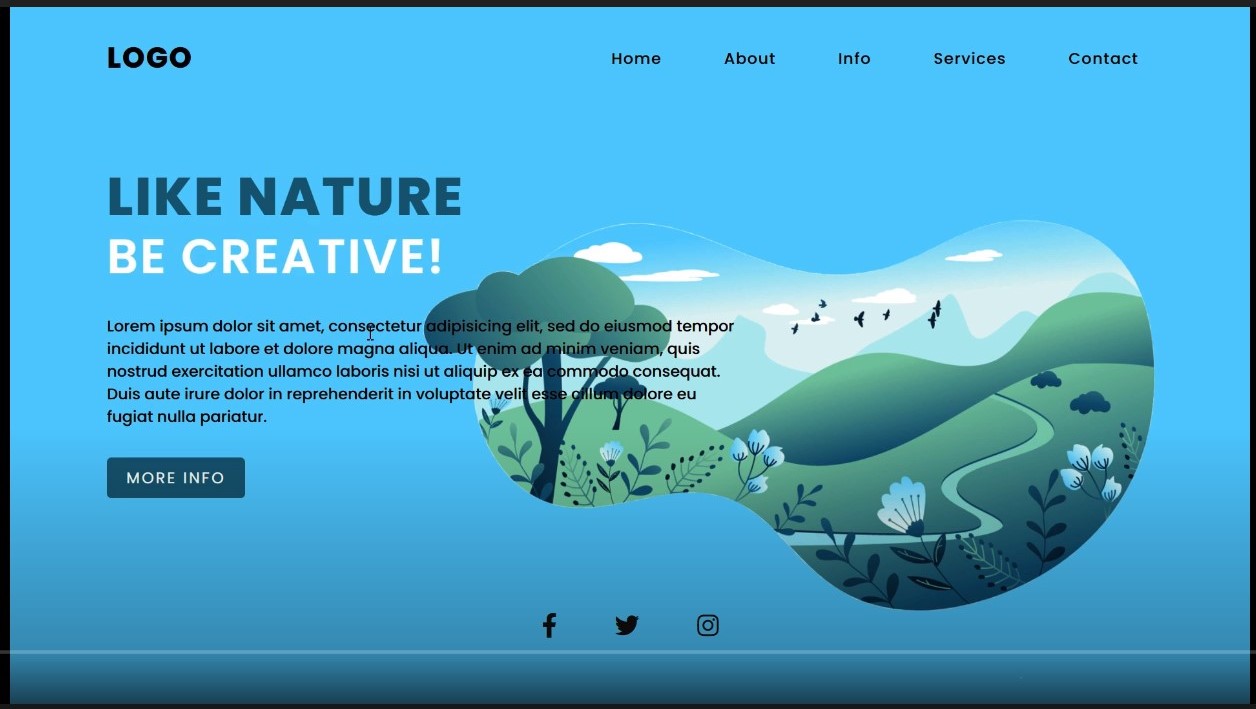 LOGO
Home About Info Services Contact
LIKE NATURE
BE CREATIVE!
Lorem ipsum dolor sit amet, consectetur adipisicing elit, sed do eiusmod tempor
incididunt ut labore et dolore magna aliqua. Ut enim ad minim veniam, quis
nostrud exercitation ullamco laboris nisi ut aliquip ex ea commodo consequat.
Duis aute irure dolor in reprehenderit in voluptate velit esse cillum dolore eu
fugiat nulla pariatur.
MORE INFO